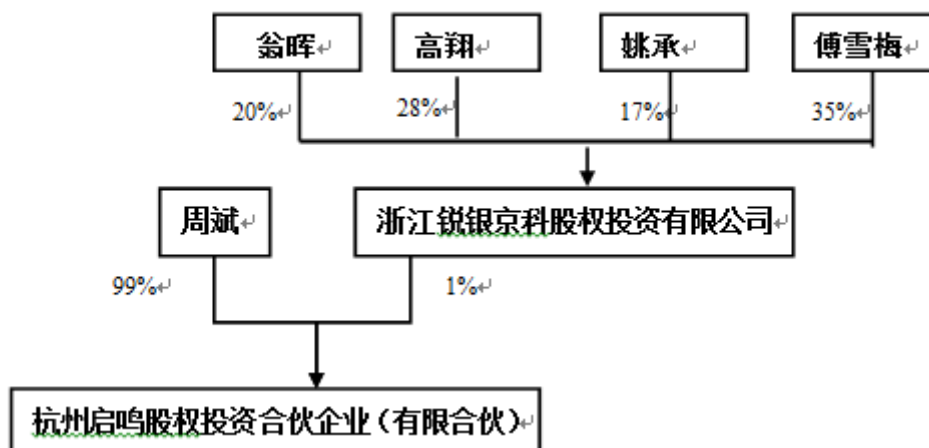 翁晖 高翔 姚承 傅雪梅
20% 28% 17% 35%
周斌 浙江锐银京科股权投资有限公司
99% 1%
杭州启鸣股权投资合伙企业（有限合伙）